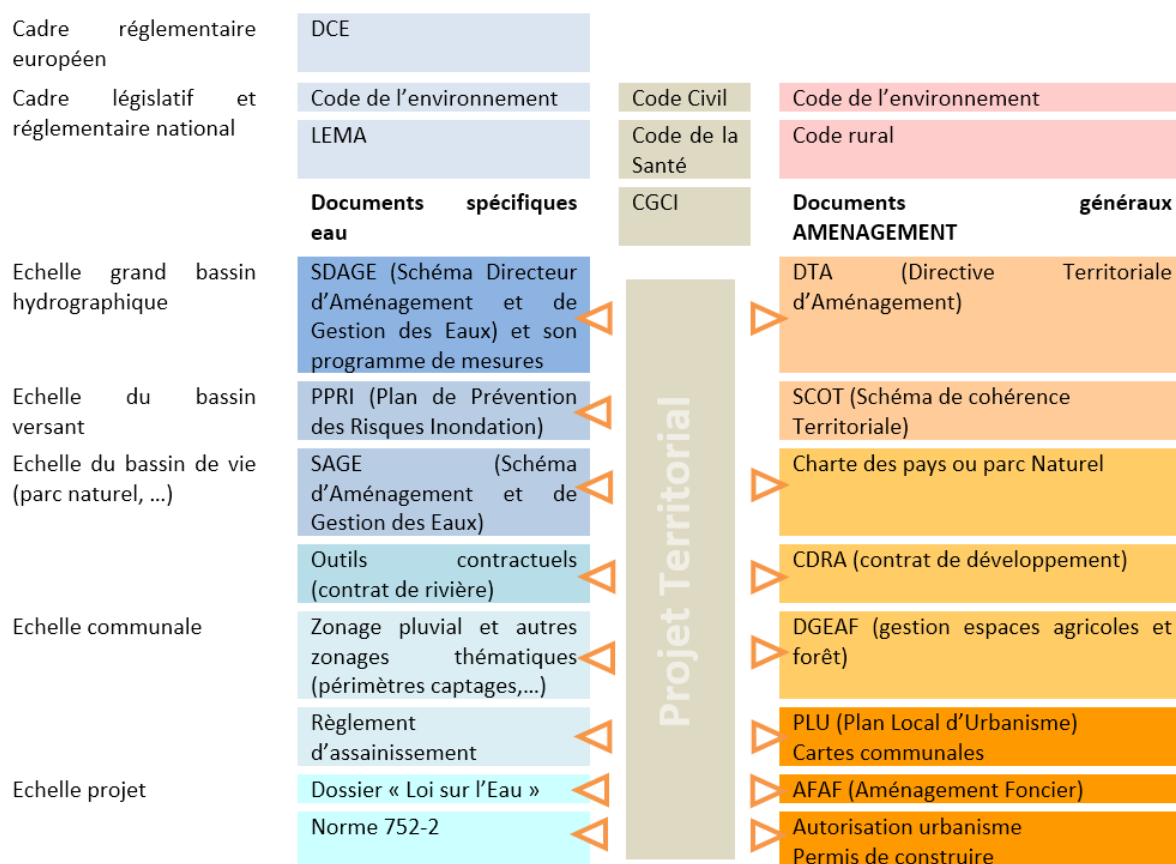 Cadre réglementaire
européen
DCE
Cadre législatif et
réglementaire national
Code de l’environnement
Code Civil
Code de l’environnement
LEMA
Code de la
Santé
Code rural
Documents spécifiques
eau
CGCI
Documents généraux
AMENAGEMENT
Echelle grand bassin
hydrographique
SDAGE (Schéma Directeur
d’Aménagement et de
Gestion des Eaux) et son
programme de mesures
DTA (Directive Territoriale
d’Aménagement)
Echelle du bassin
versant
PPRI (Plan de Prévention
des Risques Inondation)
SCOT (Schéma de cohérence
Territoriale)
Echelle du bassin de vie
(parc naturel, ...)
SAGE (Schéma
d’Aménagement et de
Gestion des Eaux)
Charte des pays ou parc Naturel
Outils contractuels
(contrat de rivière)
CDRA (contrat de développement)
Projet Territorial
Echelle communale
Zonage pluvial et autres
zonages thématiques
(périmètres captages,...)
DGEAF (gestion espaces agricoles et
forêt)
Règlement
d’assainissement
PLU (Plan Local d’Urbanisme)
Cartes communales
Echelle projet
Dossier « Loi sur l’Eau »
AFAF (Aménagement Foncier)
Norme 752-2
Autorisation urbanisme
Permis de construire